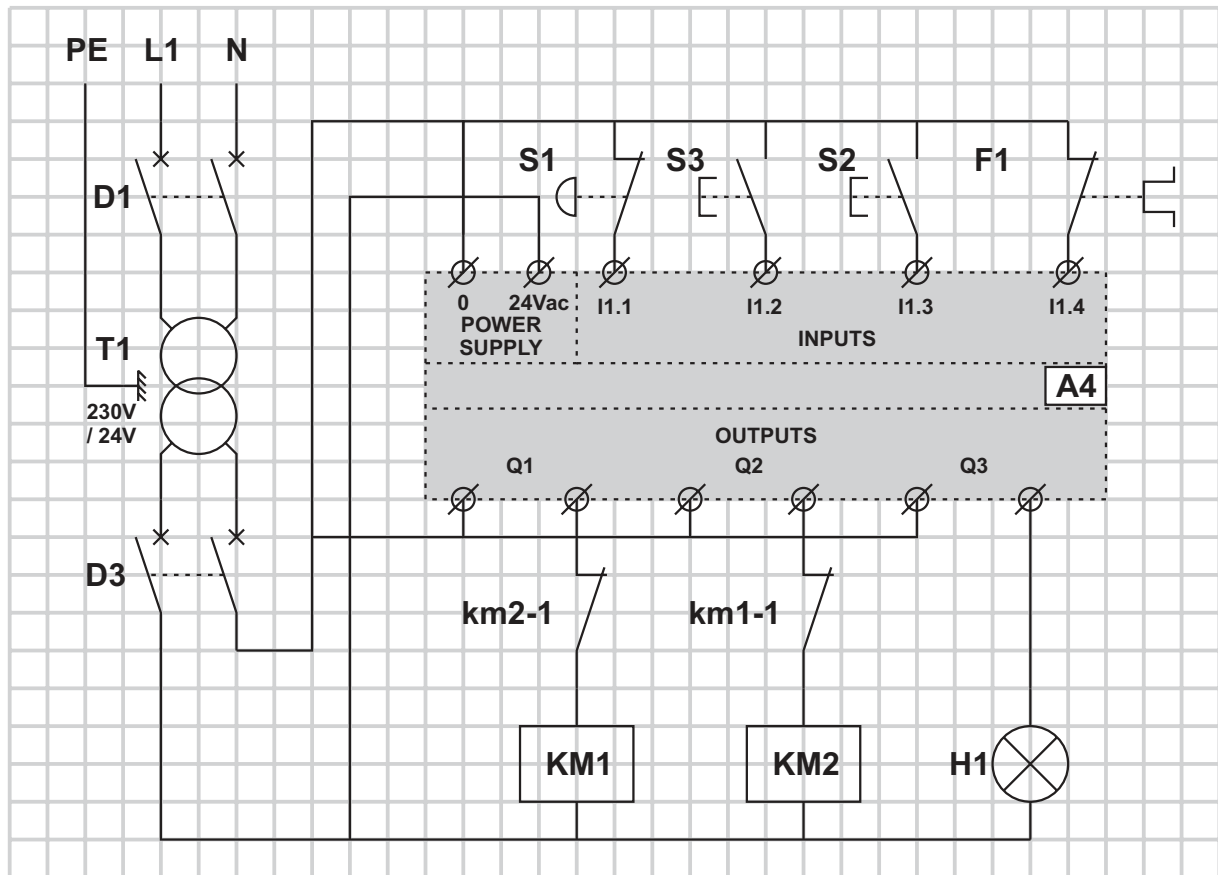 PE L1 N
S1 S3 S2 F1
D1
0 24Vac I1.1 I1.2 I1.3 I1.4
POWER
SUPPLY
INPUTS
T1
A4
230V
/ 24V
OUTPUTS
Q1 Q2 Q3
D3
km2-1 km1-1
KM1 KM2 H1